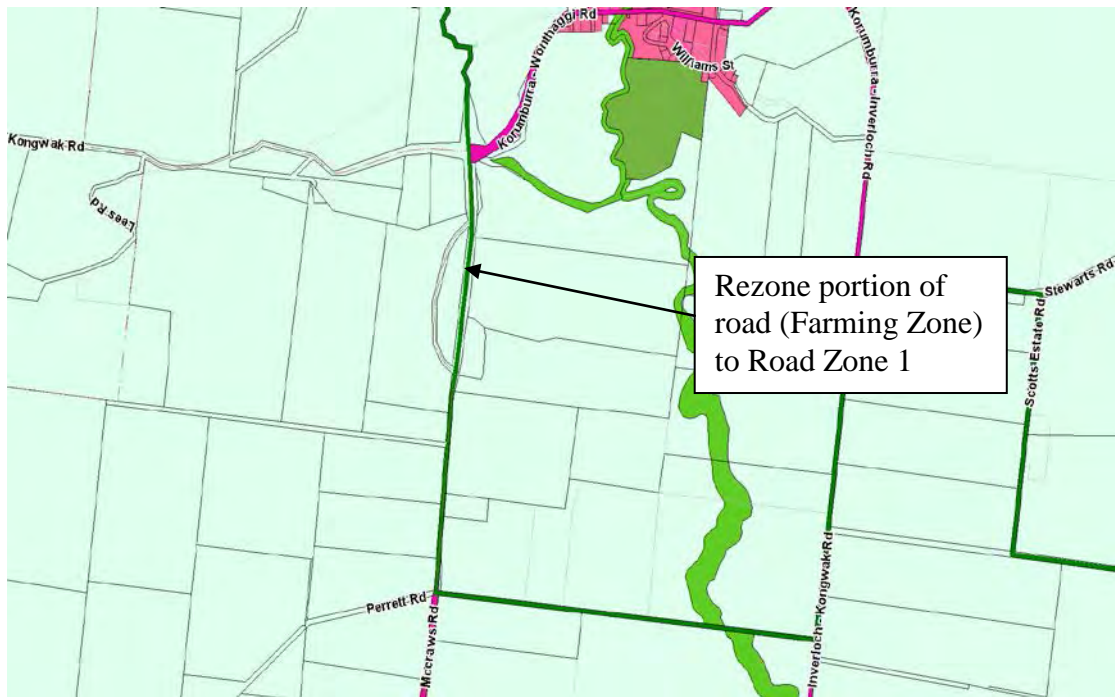 Korumburra - Wonthaggi Rd
Williams St
Korumburra - Inverloch Rd
Kongwak Rd
Lees Rd
Rezone portion of
road (Farming Zone)
to Road Zone 1
Stewarts Rd
Scotts Estate Rd
Perrett Rd
Mccraws Rd
Inverloch - Kongwak Rd